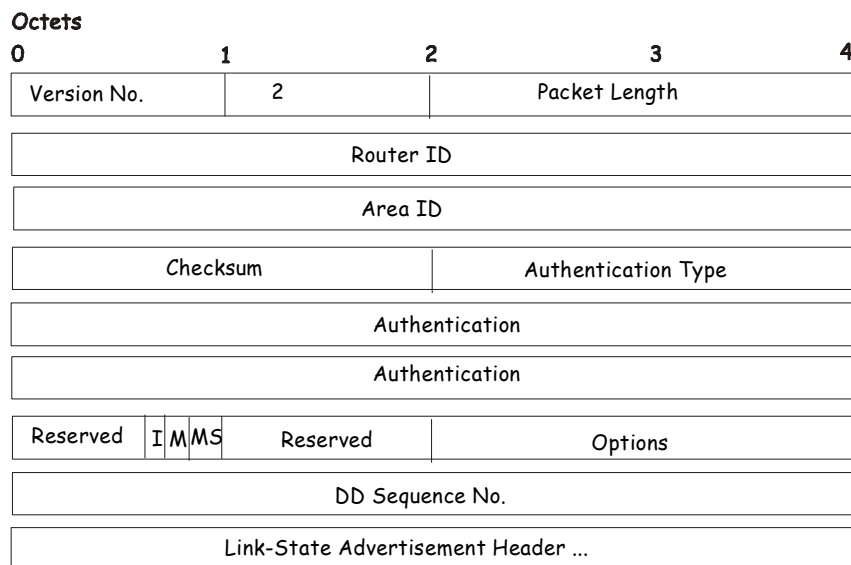 Octets
0 1 2 3 4
Version No. 2 Packet Length
Router ID
Area ID
Checksum Authentication Type
Authentication
Authentication
Reserved I M MS Reserved Options
DD Sequence No.
Link-State Advertisement Header ...